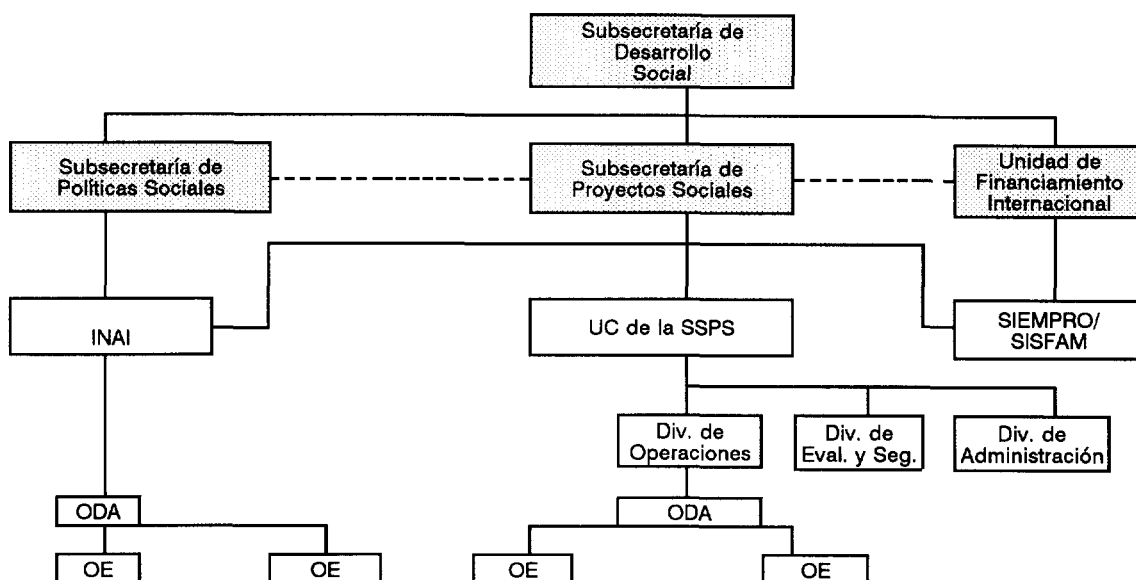 Subsecretaría de
Desarrollo
Social
Subsecretaría de
Políticas Sociales
Subsecretaría de
Proyectos Sociales
Unidad de
Financiamiento
Internacional
INAI
UC de la SSPS
SIEMPRO/
SISFAM
Div. de
Operaciones
Div. de
Eval. y Seg.
Div. de
Administración
ODA
ODA
OE
OE
OE
OE